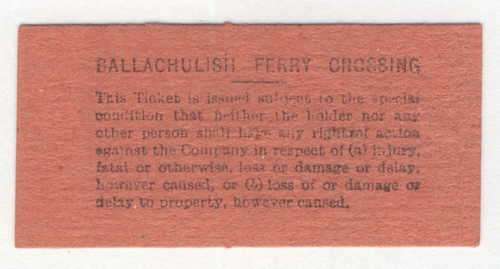 BALLACHULISH FERRY CROSSING
This Ticket is issued subject to the special
condition that neither the holder nor any
other person shall have any right of action
against the Company in respect of (a) injury,
fatal or otherwise, loss or damage or delay,
however caused, or (b) loss of or damage or
delay to property, however caused.